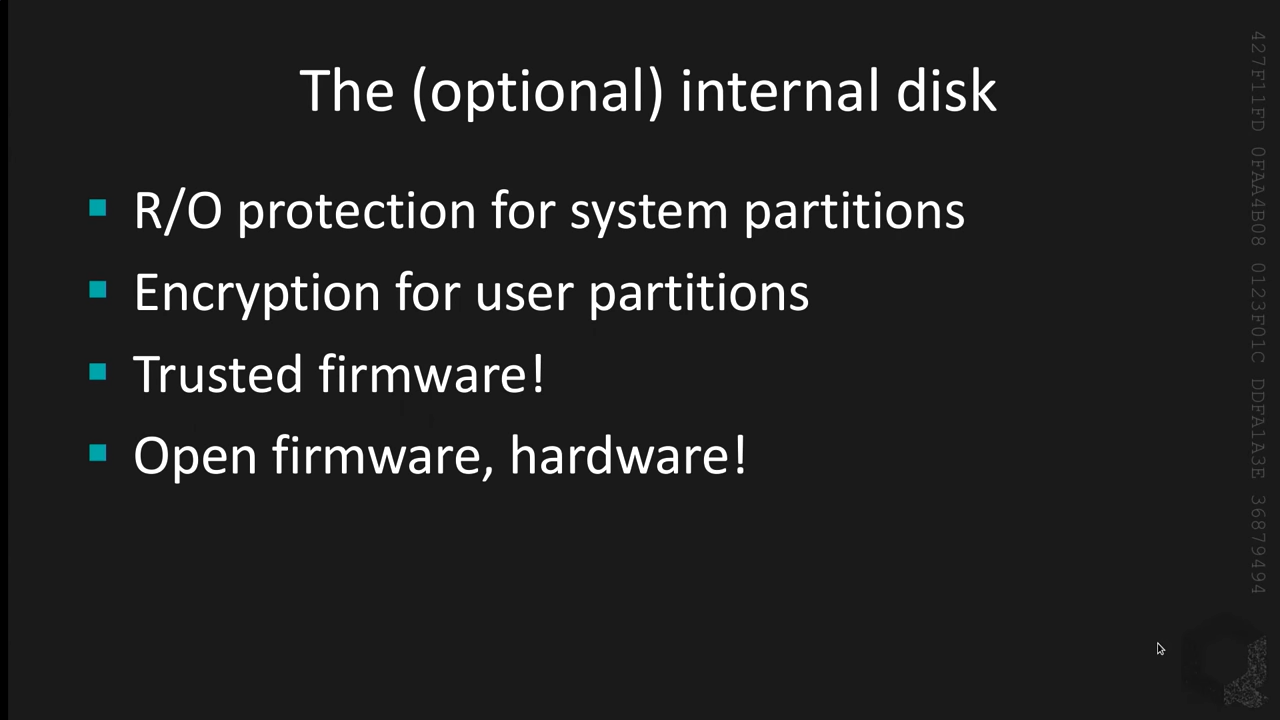 The (optional) internal disk
R/O protection for system partitions
Encryption for user partitions
Trusted firmware!
Open firmware, hardware!
427F11FD 0FAA4B08 0123F01C DDFA1A3E 36879494